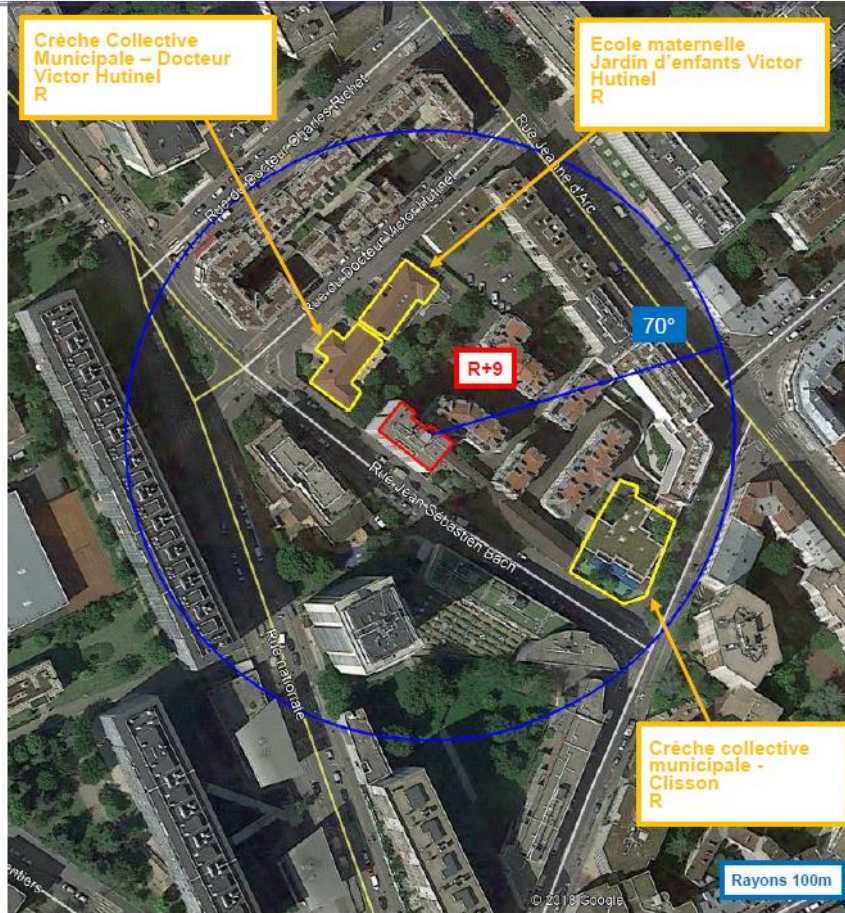 Crèche Collective
Municipale – Docteur
Victor Hutinel
R
Ecole maternelle
Jardin d'enfants Victor
Hutinel
R
Rue du Docteur Charles Richet
Rue Jeanne d'Arc
Rue du Docteur Victor Hutinel
70°
R+9
Rue Jean-Sébastien Bach
Rue nationale
Crèche collective
municipale -
Clisson
R
Rayons 100m
© 2018 Google